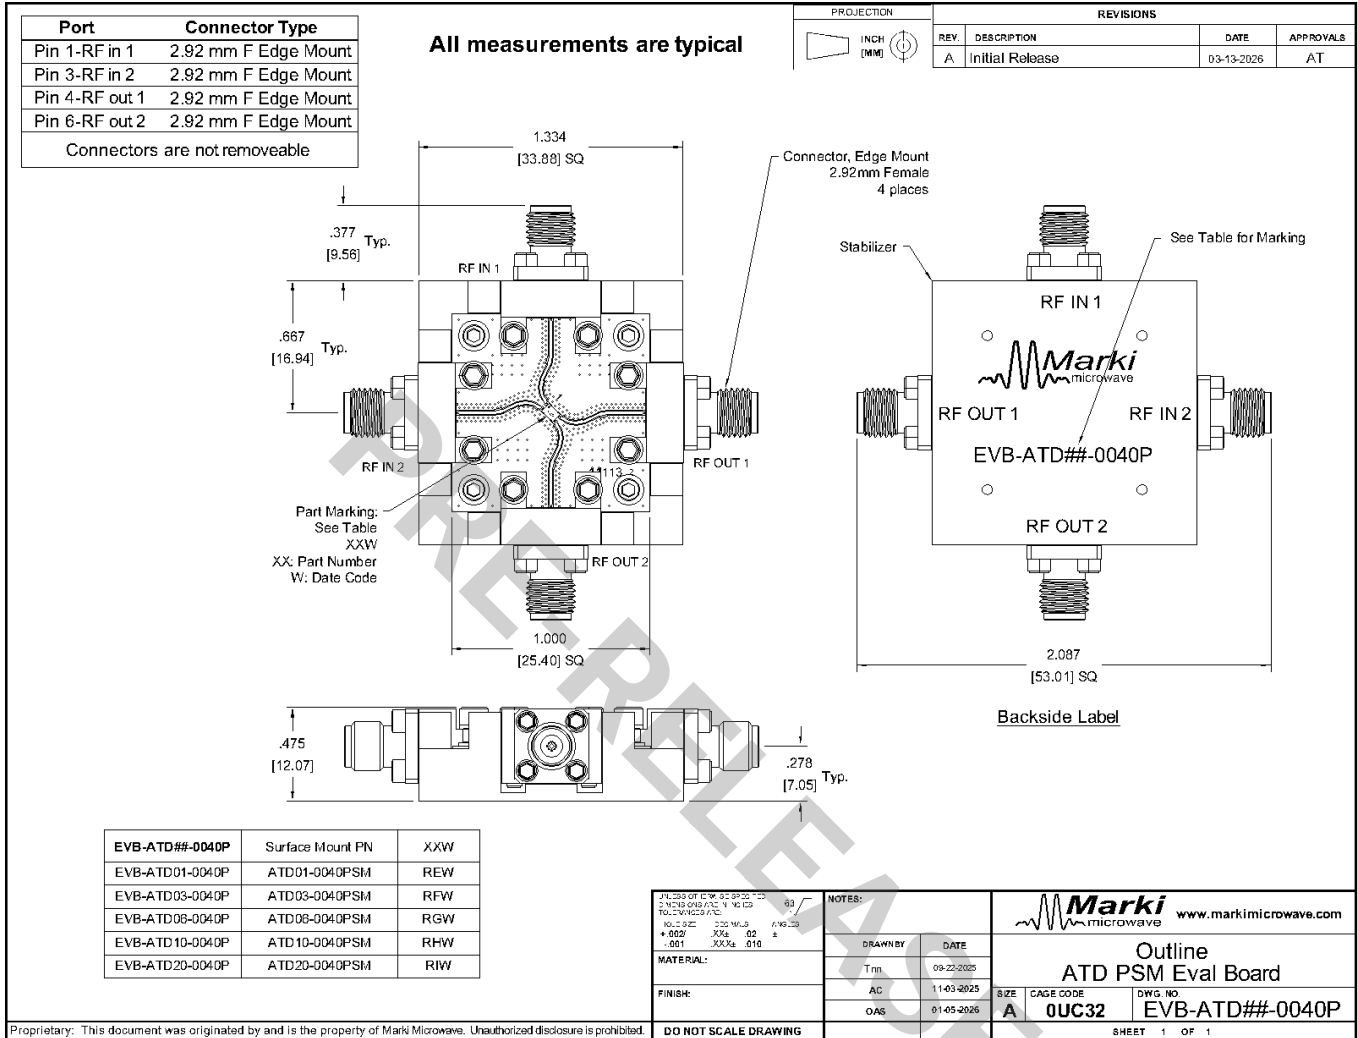 Port Connector Type
Pin 1-RF in 1 2.92 mm F Edge Mount
Pin 3-RF in 2 2.92 mm F Edge Mount
Pin 4-RF out 1 2.92 mm F Edge Mount
Pin 6-RF out 2 2.92 mm F Edge Mount
Connectors are not removeable
All measurements are typical
PROJECTION
INCH
[MM]
REVISIONS
REV. DESCRIPTION DATE APPROVALS
A Initial Release 03-13-2026 AT
1.334
[33.88] SQ
Connector, Edge Mount
2.92mm Female
4 places
.377
[9.56] Typ.
RF IN 1
.667
[16.94] Typ.
RF IN 2
RF OUT 1
Part Marking:
See Table
XXW
XX: Part Number
W: Date Code
RF OUT 2
1.000
[25.40] SQ
Stabilizer
See Table for Marking
RF IN 1
Marki
microwave
RF OUT 1 RF IN 2
EVB-ATD##-0040P
RF OUT 2
2.087
[53.01] SQ
Backside Label
.475
[12.07]
.278
[7.05] Typ.
PRE-RELEASE
EVB-ATD##-0040P Surface Mount PN XXW
EVB-ATD01-0040P ATD01-0040PSM REW
EVB-ATD03-0040P ATD03-0040PSM RFW
EVB-ATD06-0040P ATD06-0040PSM RGW
EVB-ATD10-0040P ATD10-0040PSM RHW
EVB-ATD20-0040P ATD20-0040PSM RIW
TOLERANCES ARE:
+.002/ .XX± .02 ±
-.001 .XXX± .010
63
MATERIAL:
FINISH:
DO NOT SCALE DRAWING
NOTES:
DRAWN BY DATE
09-22-2025
AC 11-03-2025
OAS 01-05-2026
Marki
microwave
www.markimicrowave.com
Outline
ATD PSM Eval Board
SIZE CAGE CODE DWG. NO.
A 0UC32 EVB-ATD##-0040P
SHEET 1 OF 1
Proprietary: This document was originated by and is the property of Marki Microwave. Unauthorized disclosure is prohibited.